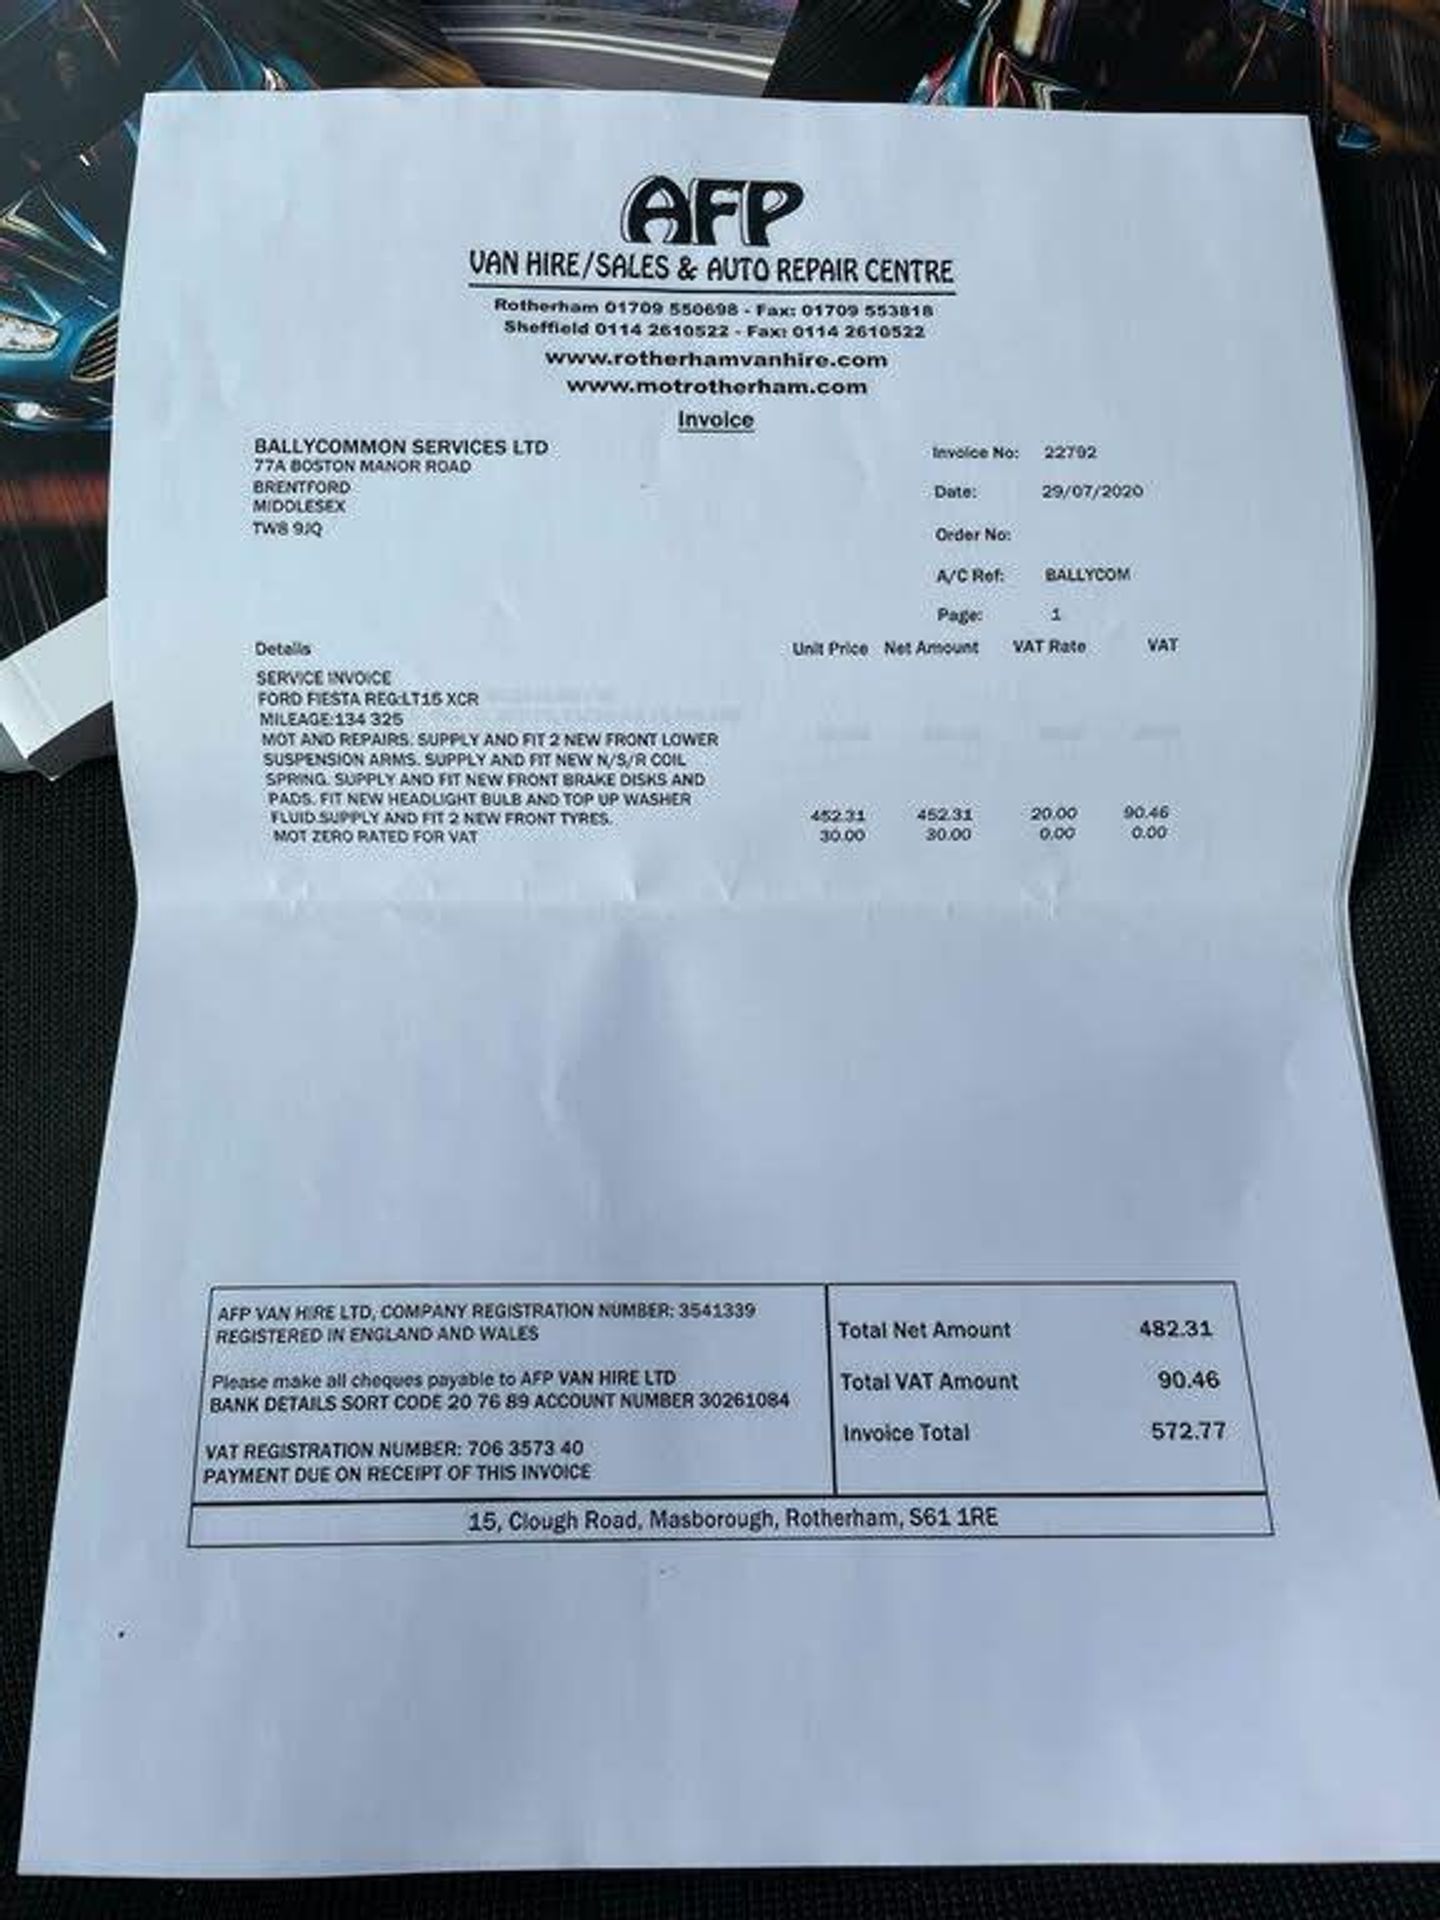 AFP
VAN HIRE/SALES & AUTO REPAIR CENTRE
Rotherham 01709 550698 - Fax: 01709 553818
Sheffield 0114 2610522 - Fax: 0114 2610522
www.rotherhamvanhire.com
www.motrotherham.com
Invoice
BALLYCOMMON SERVICES LTD
77A BOSTON MANOR ROAD
BRENTFORD
MIDDLESEX
TW8 9JQ
Invoice No: 22792
Date: 29/07/2020
Order No:
A/C Ref: BALLYCOM
Page: 1
Details Unit Price Net Amount VAT Rate VAT
SERVICE INVOICE
FORD FIESTA REG:LT15 XCR
MILEAGE:134 325
MOT AND REPAIRS. SUPPLY AND FIT 2 NEW FRONT LOWER
SUSPENSION ARMS. SUPPLY AND FIT NEW N/S/R COIL
SPRING. SUPPLY AND FIT NEW FRONT BRAKE DISKS AND
PADS. FIT NEW HEADLIGHT BULB AND TOP UP WASHER
FLUID.SUPPLY AND FIT 2 NEW FRONT TYRES. 452.31 452.31 20.00 90.46
MOT ZERO RATED FOR VAT 30.00 30.00 0.00 0.00
AFP VAN HIRE LTD, COMPANY REGISTRATION NUMBER: 3541339
REGISTERED IN ENGLAND AND WALES
Please make all cheques payable to AFP VAN HIRE LTD
BANK DETAILS SORT CODE 20 76 89 ACCOUNT NUMBER 30261084
VAT REGISTRATION NUMBER: 706 3573 40
PAYMENT DUE ON RECEIPT OF THIS INVOICE
Total Net Amount 482.31
Total VAT Amount 90.46
Invoice Total 572.77
15, Clough Road, Masborough, Rotherham, S61 1RE